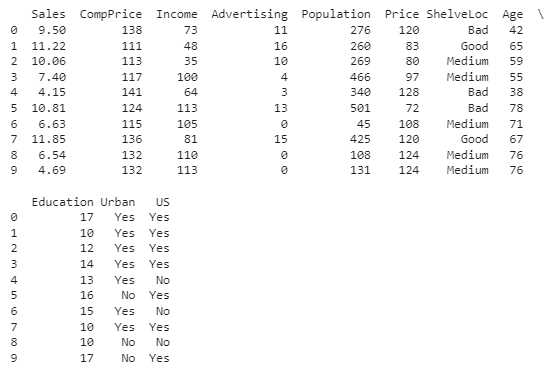 Sales CompPrice Income Advertising Population Price ShelveLoc Age \
0 9.50 138 73 11 276 120 Bad 42
1 11.22 111 48 16 260 83 Good 65
2 10.06 113 35 10 269 80 Medium 59
3 7.40 117 100 4 466 97 Medium 55
4 4.15 141 64 3 340 128 Bad 38
5 10.81 124 113 13 501 72 Bad 78
6 6.63 115 105 0 45 108 Medium 71
7 11.85 136 81 15 425 120 Good 67
8 6.54 132 110 0 108 124 Medium 76
9 4.69 132 113 0 131 124 Medium 76
Education Urban US
0 17 Yes Yes
1 10 Yes Yes
2 12 Yes Yes
3 14 Yes Yes
4 13 Yes No
5 16 No Yes
6 15 Yes No
7 10 Yes Yes
8 10 No No
9 17 No Yes